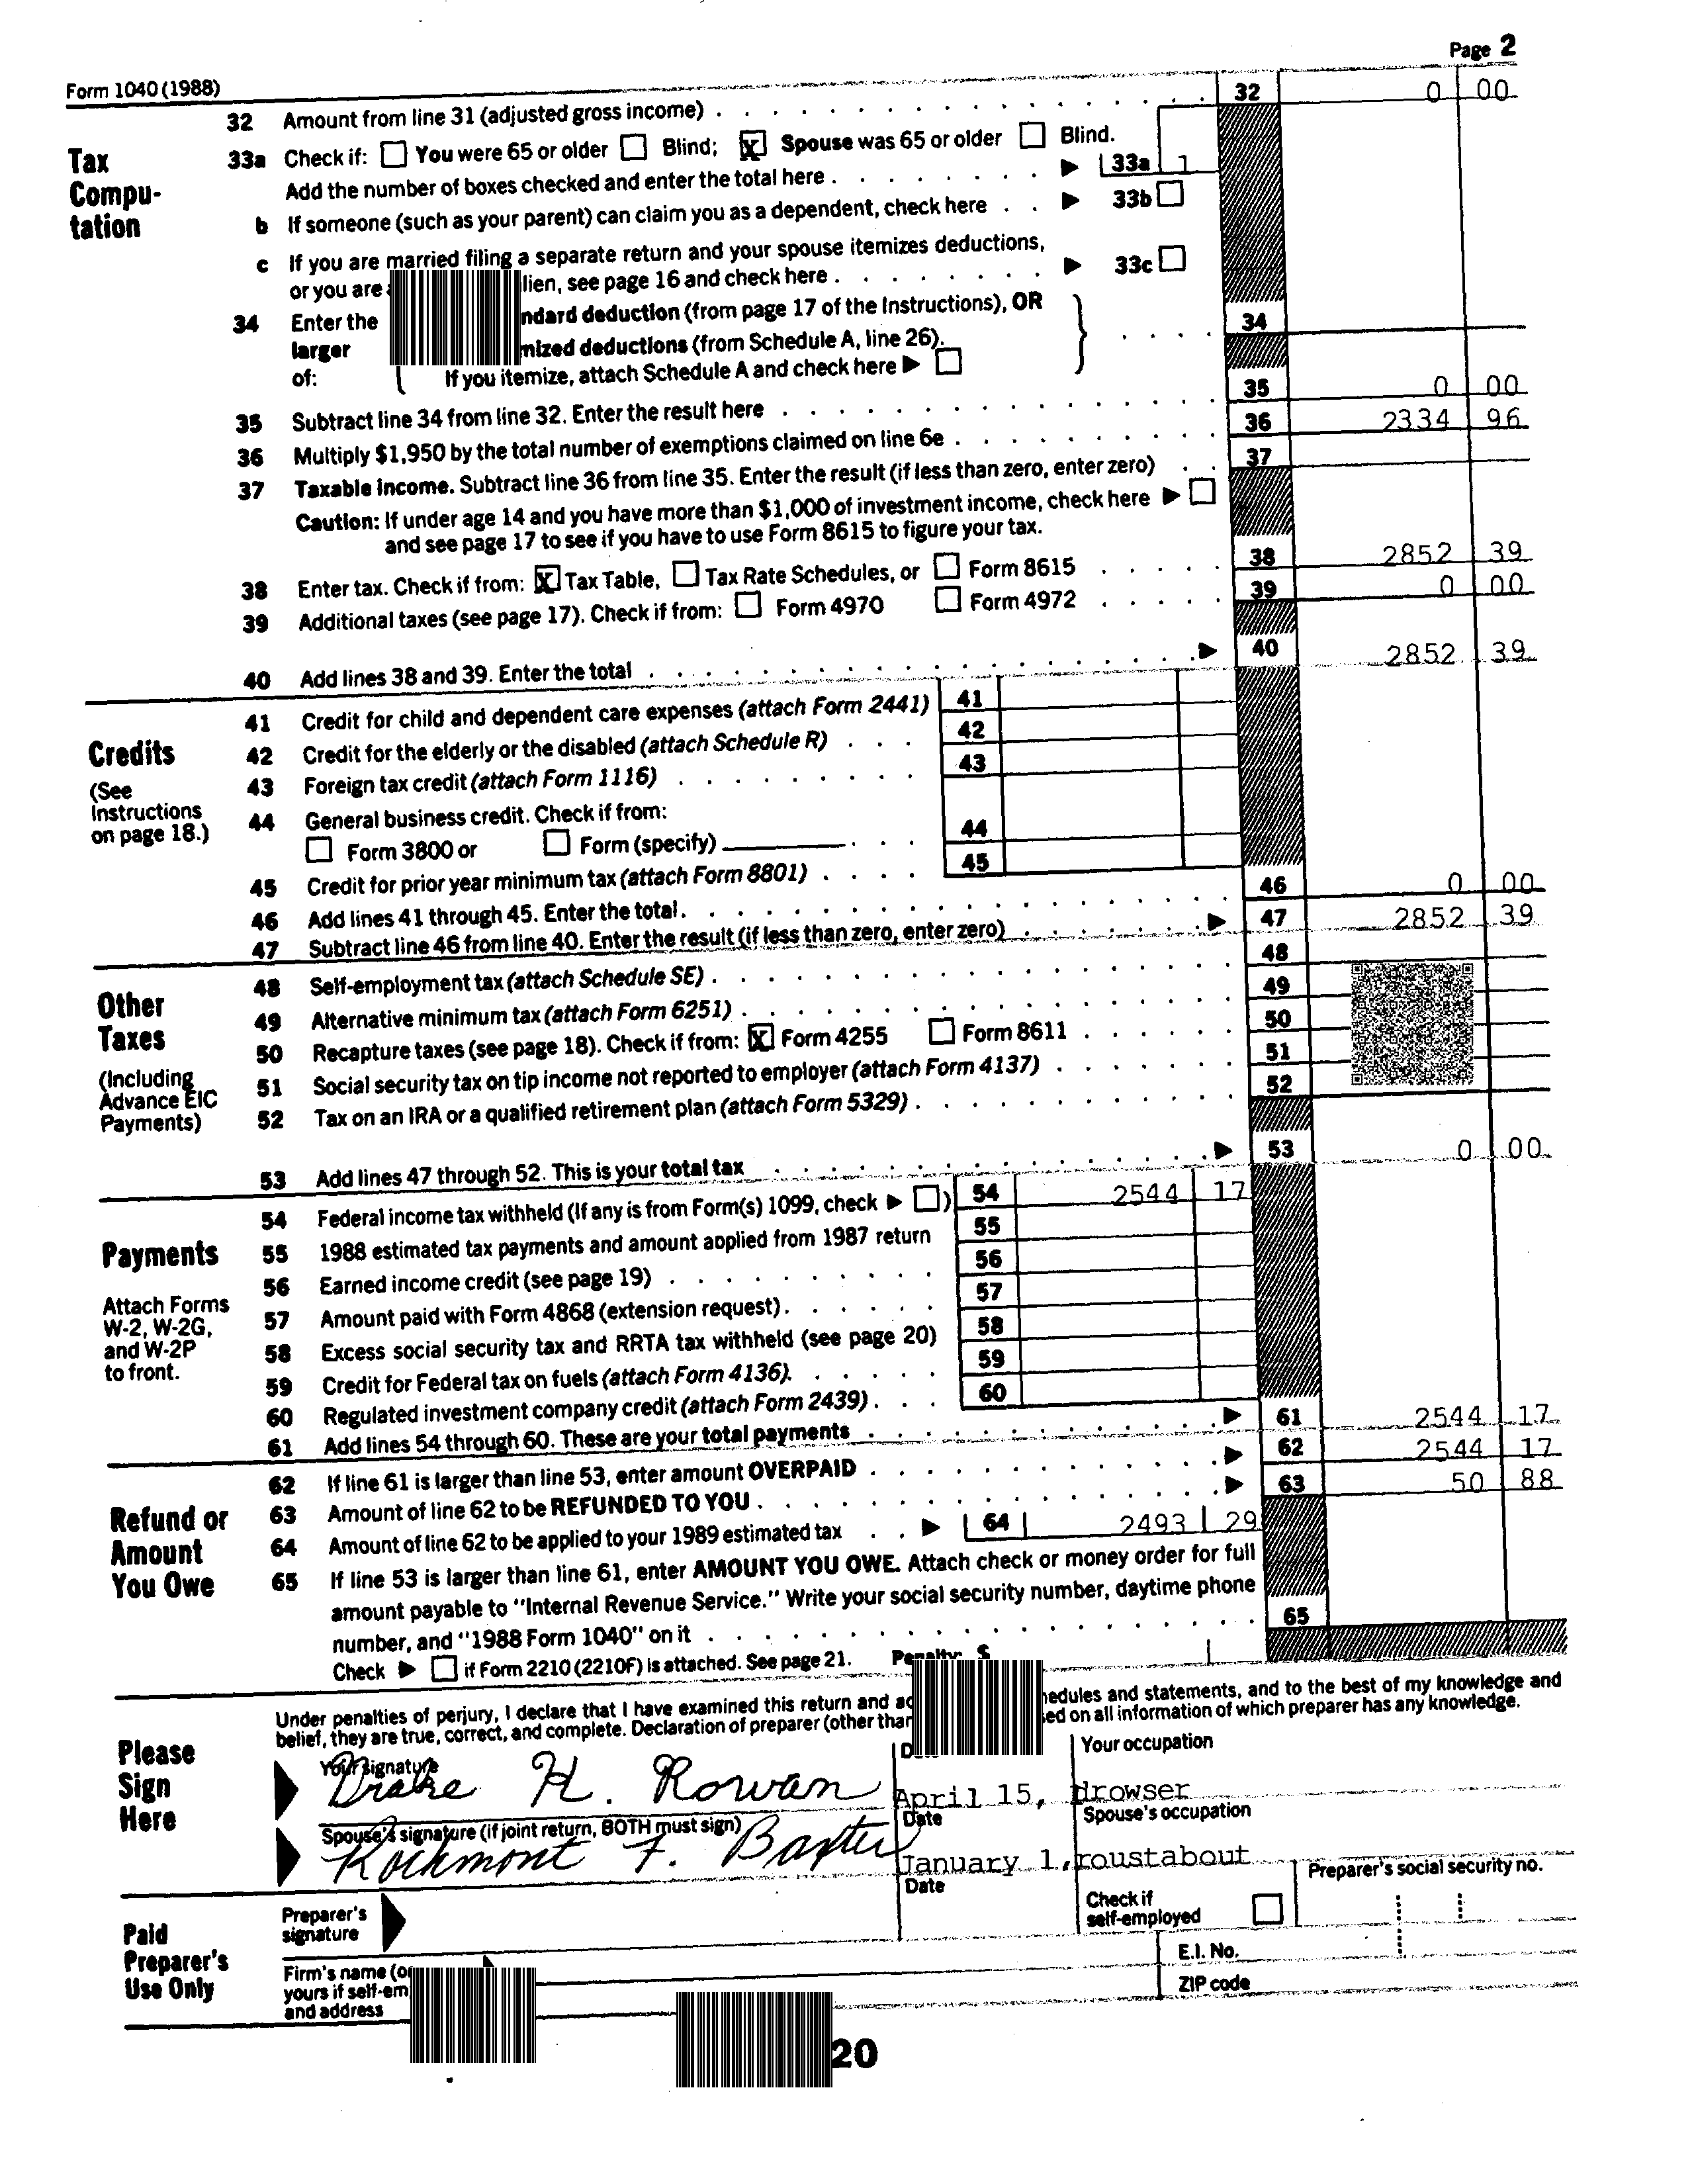 Page 2
Form 1040 (1988)
32 Amount from line 31 (adjusted gross income) . . . 32 0 00
Tax Compu- tation
33a Check if: You were 65 or older Blind; X Spouse was 65 or older Blind.
Add the number of boxes checked and enter the total here . . . 33a 1
b If someone (such as your parent) can claim you as a dependent, check here . . 33b
c If you are married filing a separate return and your spouse itemizes deductions,
or you are lien, see page 16 and check here . . . 33c
34 Enter the ndard deduction (from page 17 of the Instructions), OR
larger mized deductions (from Schedule A, line 26). 34
of: If you itemize, attach Schedule A and check here
35 Subtract line 34 from line 32. Enter the result here . . . 35 0 00
36 Multiply $1,950 by the total number of exemptions claimed on line 6e . . . 36 2334 96
37 Taxable income. Subtract line 36 from line 35. Enter the result (if less than zero, enter zero) . . 37
Caution: If under age 14 and you have more than $1,000 of investment income, check here
and see page 17 to see if you have to use Form 8615 to figure your tax.
38 Enter tax. Check if from: X Tax Table, Tax Rate Schedules, or Form 8615 . . . 38 2852 39
39 Additional taxes (see page 17). Check if from: Form 4970 Form 4972 . . . 39 0 00
40 Add lines 38 and 39. Enter the total . . . 40 2852 39
Credits
(See Instructions on page 18.)
41 Credit for child and dependent care expenses (attach Form 2441) 41
42 Credit for the elderly or the disabled (attach Schedule R) . . . 42
43 Foreign tax credit (attach Form 1116) . . . 43
44 General business credit. Check if from:
Form 3800 or Form (specify) . . . 44
45 Credit for prior year minimum tax (attach Form 8801) . . . 45
46 Add lines 41 through 45. Enter the total . . . 46 0 00
47 Subtract line 46 from line 40. Enter the result (if less than zero, enter zero) . . . 47 2852 39
Other Taxes
(Including Advance EIC Payments)
48 Self-employment tax (attach Schedule SE) . . . 48
49 Alternative minimum tax (attach Form 6251) . . . 49
50 Recapture taxes (see page 18). Check if from: X Form 4255 Form 8611 . . . 50
51 Social security tax on tip income not reported to employer (attach Form 4137) . . . 51
52 Tax on an IRA or a qualified retirement plan (attach Form 5329) . . . 52
53 Add lines 47 through 52. This is your total tax . . . 53 0 00
Payments
Attach Forms W-2, W-2G, and W-2P to front.
54 Federal income tax withheld (If any is from Form(s) 1099, check ) 54 2544 17
55 1988 estimated tax payments and amount applied from 1987 return 55
56 Earned income credit (see page 19) . . . 56
57 Amount paid with Form 4868 (extension request) . . . 57
58 Excess social security tax and RRTA tax withheld (see page 20) 58
59 Credit for Federal tax on fuels (attach Form 4136). . . . 59
60 Regulated investment company credit (attach Form 2439) . . . 60
61 Add lines 54 through 60. These are your total payments . . . 61 2544 17
Refund or Amount You Owe
62 If line 61 is larger than line 53, enter amount OVERPAID . . . 62 2544 17
63 Amount of line 62 to be REFUNDED TO YOU . . . 63 50 88
64 Amount of line 62 to be applied to your 1989 estimated tax . . 64 2493 29
65 If line 53 is larger than line 61, enter AMOUNT YOU OWE. Attach check or money order for full
amount payable to "Internal Revenue Service." Write your social security number, daytime phone
number, and "1988 Form 1040" on it . . . 65
Check if Form 2210 (2210F) is attached. See page 21. Penalty: $
Please Sign Here
Under penalties of perjury, I declare that I have examined this return and edules and statements, and to the best of my knowledge and
belief, they are true, correct, and complete. Declaration of preparer (other than ed on all information of which preparer has any knowledge.
Your signature Your occupation
Drake H. Rowan April 15, drowser
Spouse's signature (if joint return, BOTH must sign) Date Spouse's occupation
Rockmont F. Baxter January 1, roustabout
Paid Preparer's Use Only
Preparer's signature Date Check if self-employed Preparer's social security no.
Firm's name (or yours if self-em and address E.I. No.
ZIP code
20